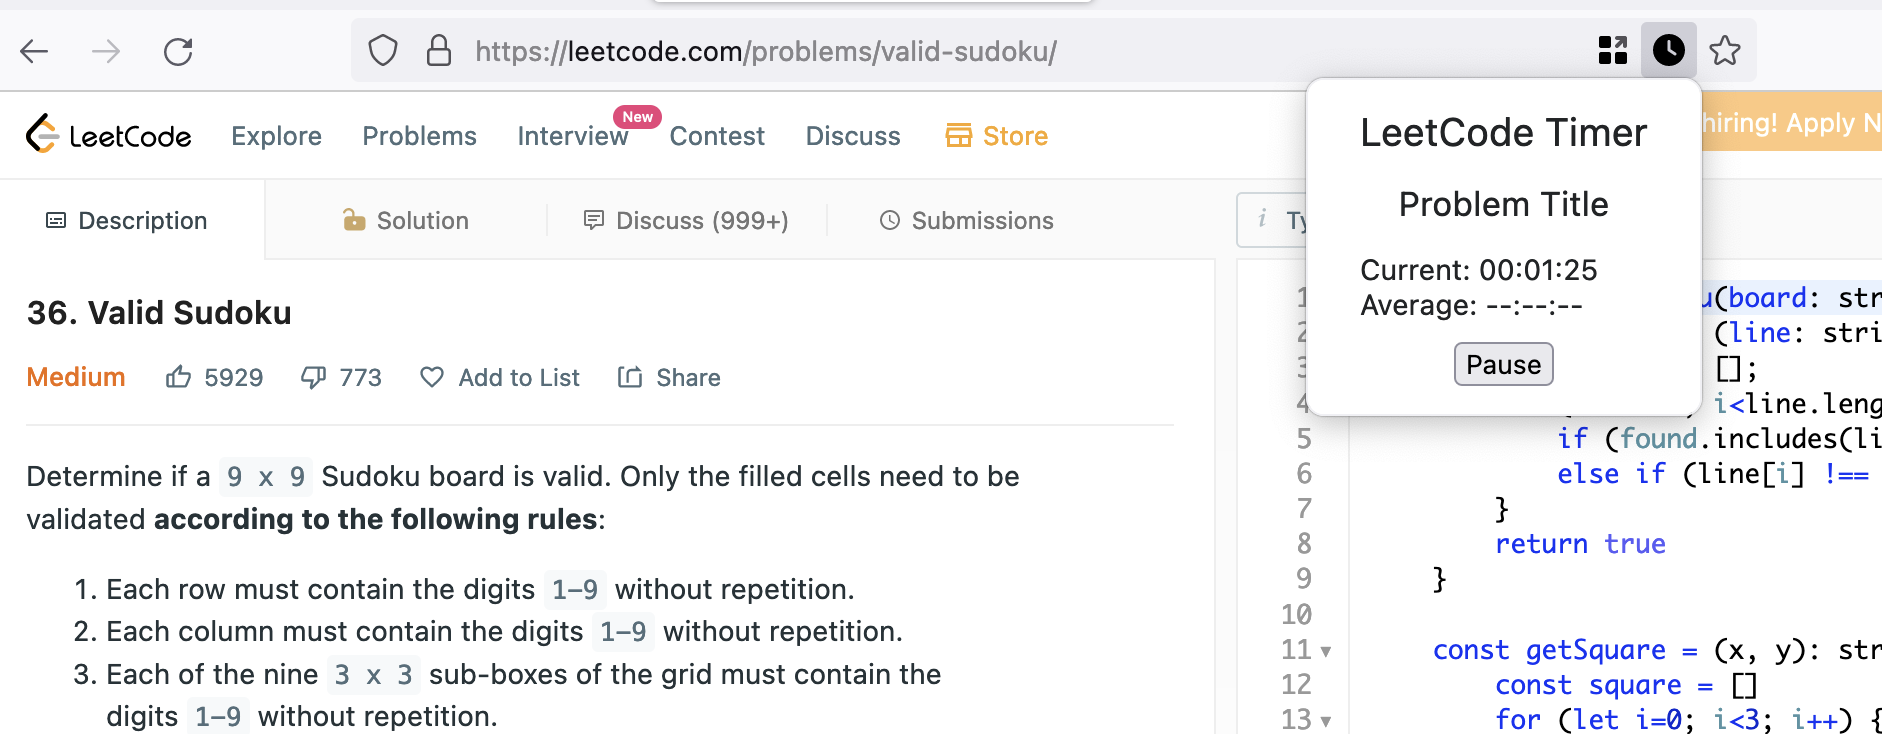 https://leetcode.com/problems/valid-sudoku/
LeetCode Explore Problems Interview New Contest Discuss Store
hiring! Apply N
LeetCode Timer
Problem Title
Current: 00:01:25
Average: --:--:--
Pause
Description Solution Discuss (999+) Submissions
i Ty
36. Valid Sudoku
Medium 5929 773 Add to List Share
Determine if a 9 x 9 Sudoku board is valid. Only the filled cells need to be
validated according to the following rules:
1. Each row must contain the digits 1-9 without repetition.
2. Each column must contain the digits 1-9 without repetition.
3. Each of the nine 3 x 3 sub-boxes of the grid must contain the
digits 1-9 without repetition.
1 u(board: str
2 (line: stri
3 [];
4 i<line.leng
5 if (found.includes(li
6 else if (line[i] !==
7 }
8 return true
9 }
10
11 const getSquare = (x, y): str
12 const square = []
13 for (let i=0; i<3; i++) {